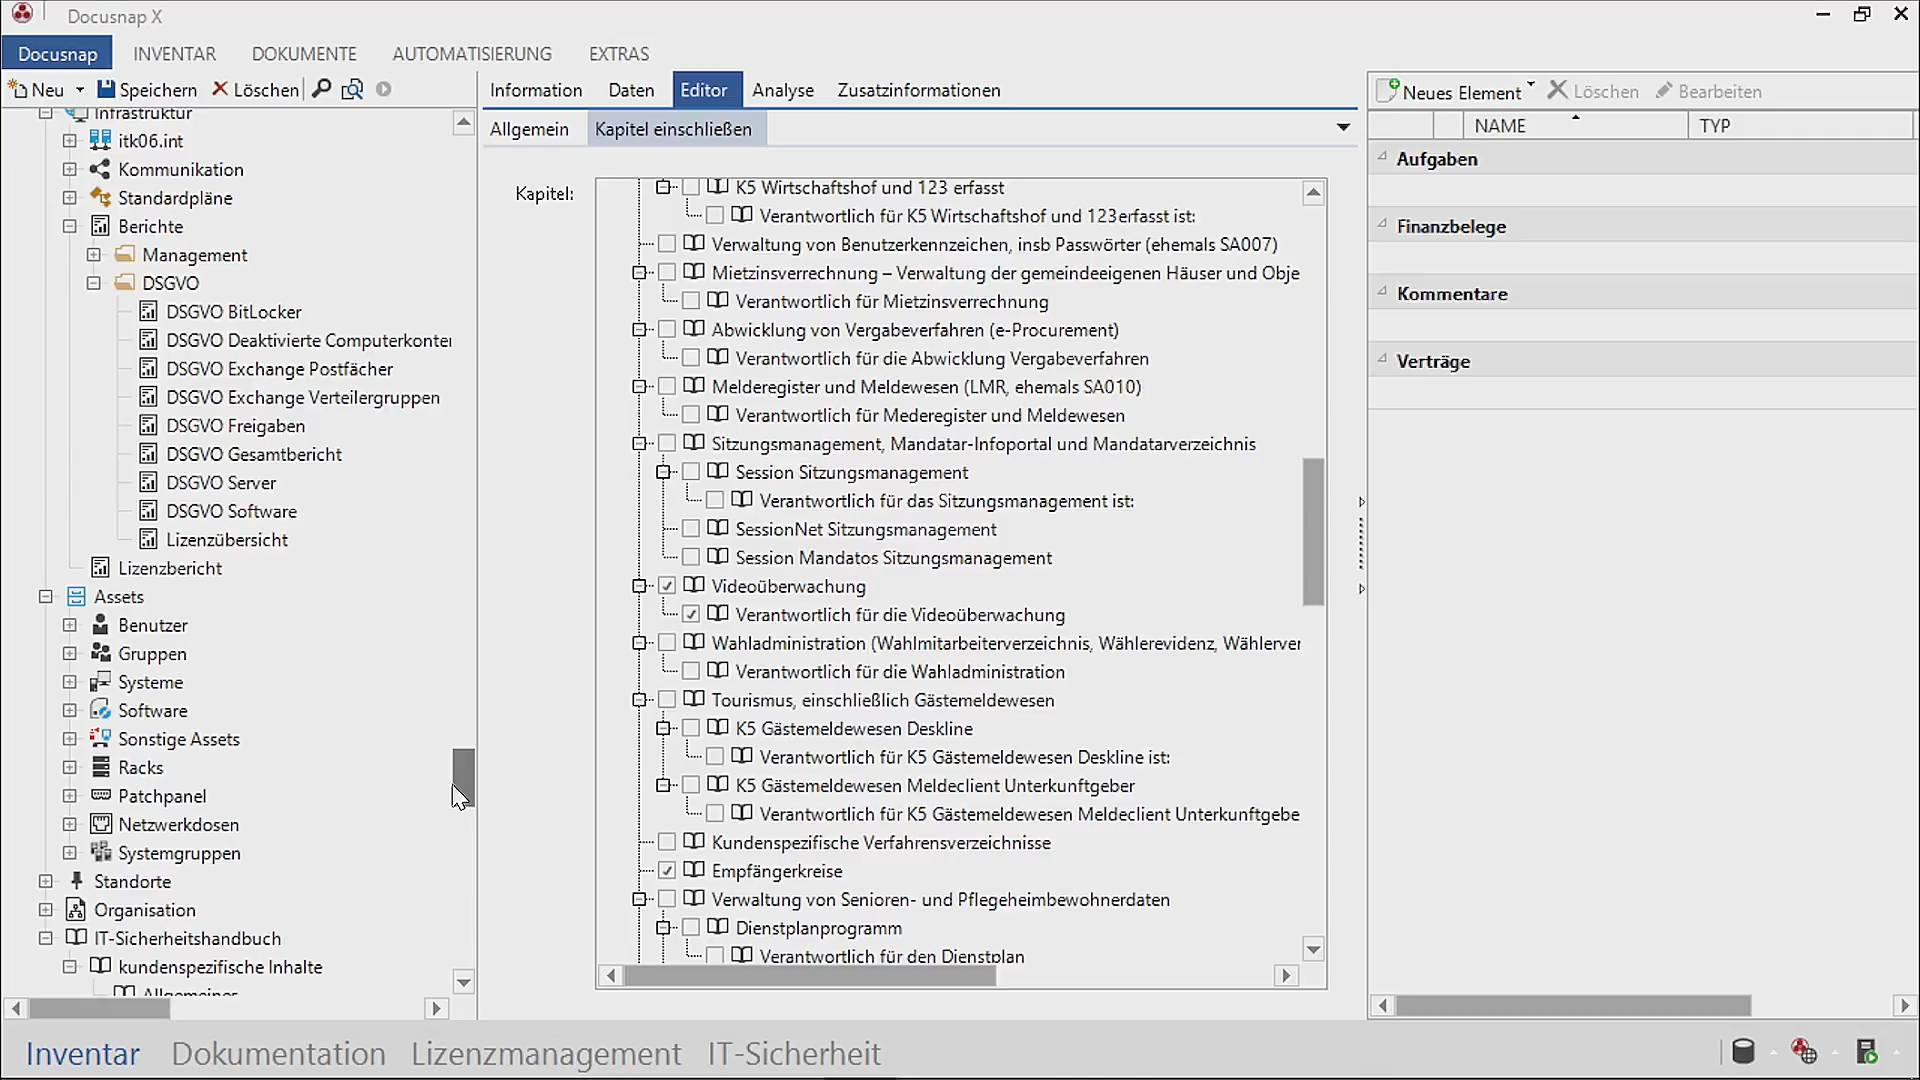 Docusnap X
Docusnap INVENTAR DOKUMENTE AUTOMATISIERUNG EXTRAS
Neu Speichern Löschen
Infrastruktur
itk06.int
Kommunikation
Standardpläne
Berichte
Management
DSGVO
DSGVO BitLocker
DSGVO Deaktivierte Computerkonter
DSGVO Exchange Postfächer
DSGVO Exchange Verteilergruppen
DSGVO Freigaben
DSGVO Gesamtbericht
DSGVO Server
DSGVO Software
Lizenzübersicht
Lizenzbericht
Assets
Benutzer
Gruppen
Systeme
Software
Sonstige Assets
Racks
Patchpanel
Netzwerkdosen
Systemgruppen
Standorte
Organisation
IT-Sicherheitshandbuch
kundenspezifische Inhalte
Allgemeiner
Information Daten Editor Analyse Zusatzinformationen
Allgemein Kapitel einschließen
Kapitel:
K5 Wirtschaftshof und 123 erfasst
Verantwortlich für K5 Wirtschaftshof und 123erfasst ist:
Verwaltung von Benutzerkennzeichen, insb Passwörter (ehemals SA007)
Mietzinsverrechnung – Verwaltung der gemeindeeigenen Häuser und Obje
Verantwortlich für Mietzinsverrechnung
Abwicklung von Vergabeverfahren (e-Procurement)
Verantwortlich für die Abwicklung Vergabeverfahren
Melderegister und Meldewesen (LMR, ehemals SA010)
Verantwortlich für Mederegister und Meldewesen
Sitzungsmanagement, Mandatar-Infoportal und Mandatarverzeichnis
Session Sitzungsmanagement
Verantwortlich für das Sitzungsmanagement ist:
SessionNet Sitzungsmanagement
Session Mandatos Sitzungsmanagement
Videoüberwachung
Verantwortlich für die Videoüberwachung
Wahladministration (Wahlmitarbeiterverzeichnis, Wählerevidenz, Wählerver
Verantwortlich für die Wahladministration
Tourismus, einschließlich Gästemeldewesen
K5 Gästemeldewesen Deskline
Verantwortlich für K5 Gästemeldewesen Deskline ist:
K5 Gästemeldewesen Meldeclient Unterkunftgeber
Verantwortlich für K5 Gästemeldewesen Meldeclient Unterkunftgebe
Kundenspezifische Verfahrensverzeichnisse
Empfängerkreise
Verwaltung von Senioren- und Pflegeheimbewohnerdaten
Dienstplanprogramm
Verantwortlich für den Dienstplan
Neues Element Löschen Bearbeiten
NAME TYP
Aufgaben
Finanzbelege
Kommentare
Verträge
Inventar Dokumentation Lizenzmanagement IT-Sicherheit